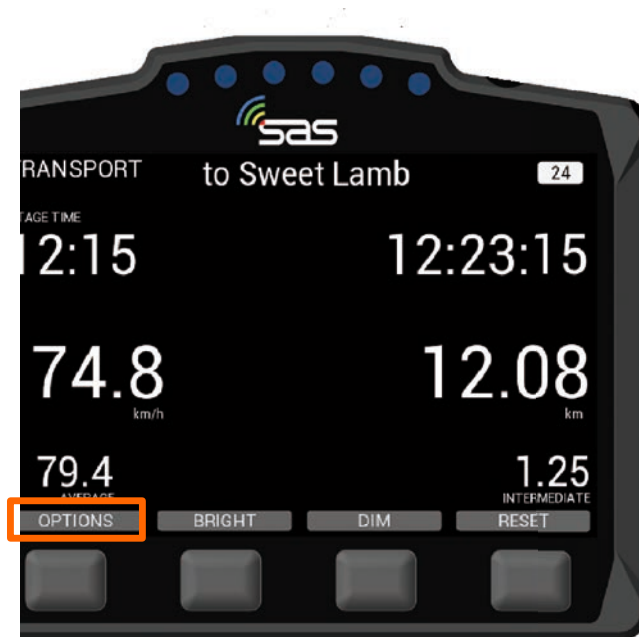 RANSPORT to Sweet Lamb 24
sas
TAGE TIME
12:15 12:23:15
74.8 12.08
km/h km
79.4 1.25
AVERAGE INTERMEDIATE
OPTIONS BRIGHT DIM RESET